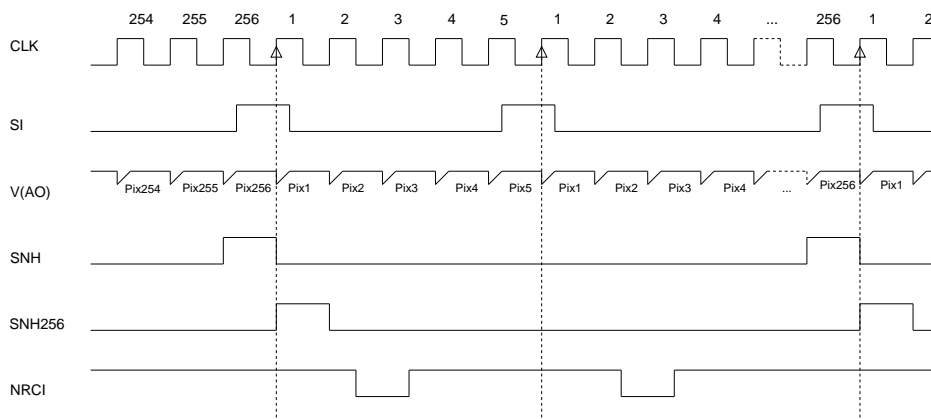 254 255 256 1 2 3 4 5 1 2 3 4 ... 256 1 2
CLK
SI
V(AO) Pix254 Pix255 Pix256 Pix1 Pix2 Pix3 Pix4 Pix5 Pix1 Pix2 Pix3 Pix4 ... Pix256 Pix1
SNH
SNH256
NRCI